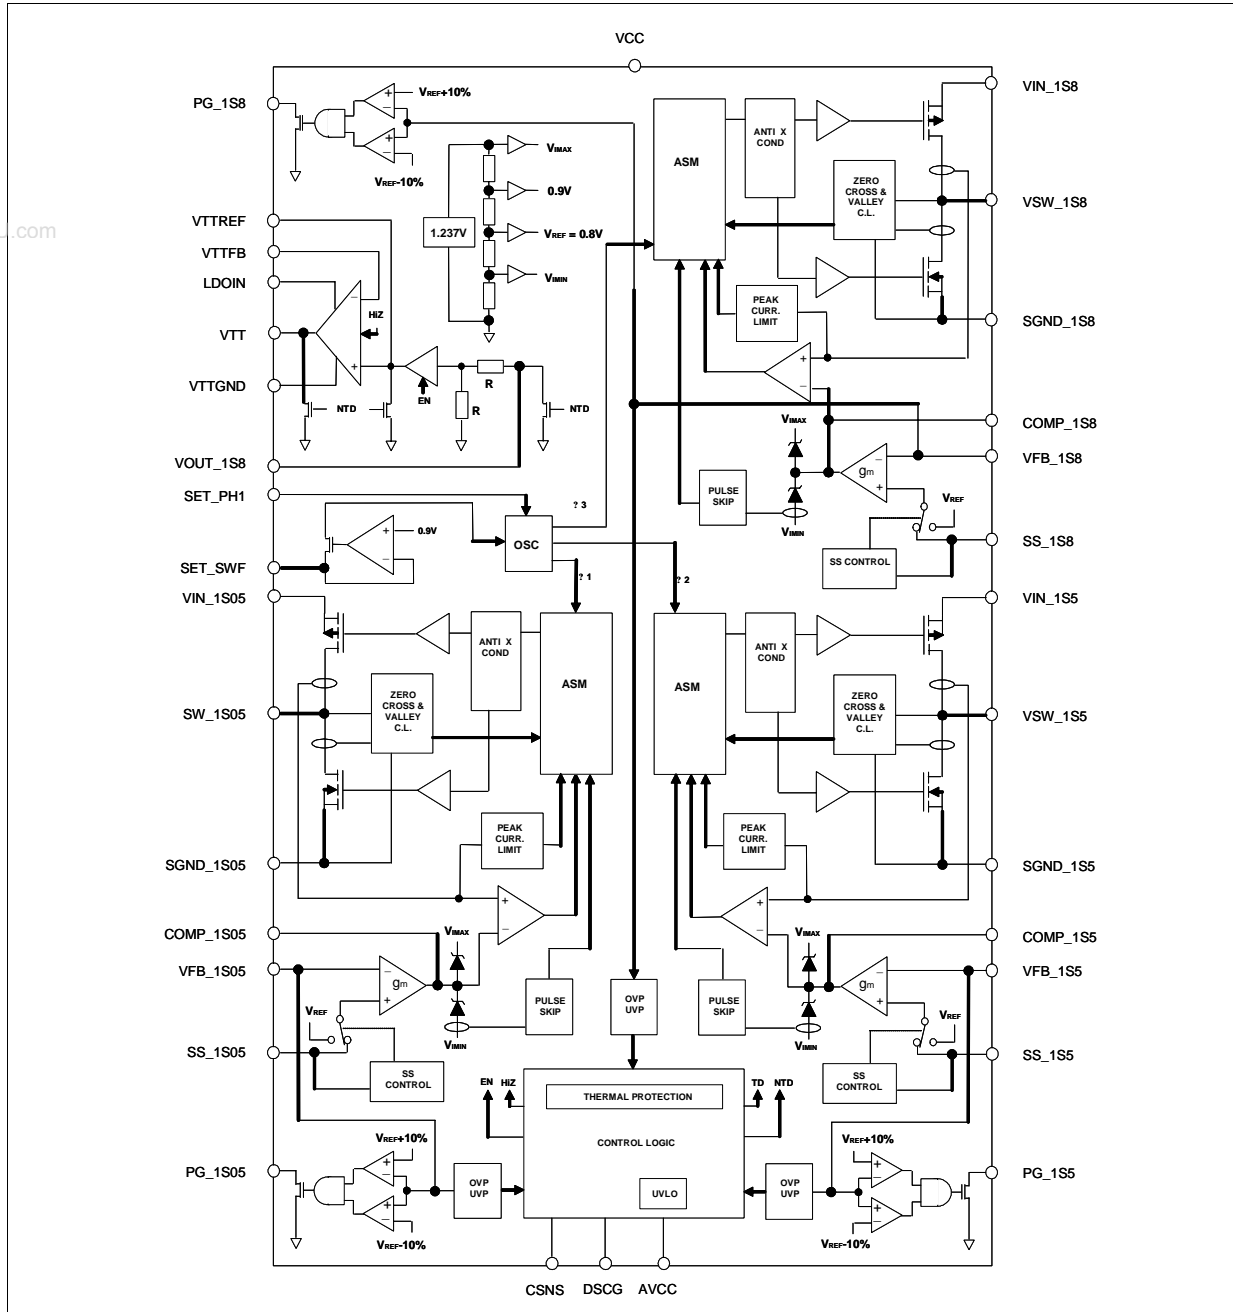 VCC
PG_1S8
VREF+10%
VREF-10%
VIMAX
0.9V
1.237V
VREF = 0.8V
VIMIN
u.com
VTTREF
VTTFB
LDOIN
HiZ
VTT
VTTGND
EN
R
R
NTD
NTD
VOUT_1S8
SET_PH1
? 3
OSC
0.9V
SET_SWF
? 1
? 2
ASM
ANTI X
COND
VIN_1S8
ZERO
CROSS &
VALLEY
C.L.
VSW_1S8
PEAK
CURR.
LIMIT
SGND_1S8
COMP_1S8
VIMAX
gm
VFB_1S8
PULSE
SKIP
VIMIN
VREF
SS CONTROL
SS_1S8
VIN_1S05
ANTI X
COND
ASM
ZERO
CROSS &
VALLEY
C.L.
SW_1S05
PEAK
CURR.
LIMIT
SGND_1S05
COMP_1S05
VIMAX
VFB_1S05
gm
PULSE
SKIP
VREF
VIMIN
SS_1S05
SS
CONTROL
ASM
ANTI X
COND
VIN_1S5
ZERO
CROSS &
VALLEY
C.L.
VSW_1S5
PEAK
CURR.
LIMIT
SGND_1S5
COMP_1S5
VIMAX
gm
VFB_1S5
PULSE
SKIP
VREF
VIMIN
SS
CONTROL
SS_1S5
OVP
UVP
EN
HiZ
TD
NTD
THERMAL PROTECTION
CONTROL LOGIC
UVLO
PG_1S05
VREF+10%
VREF-10%
OVP
UVP
OVP
UVP
VREF+10%
VREF-10%
PG_1S5
CSNS
DSCG
AVCC